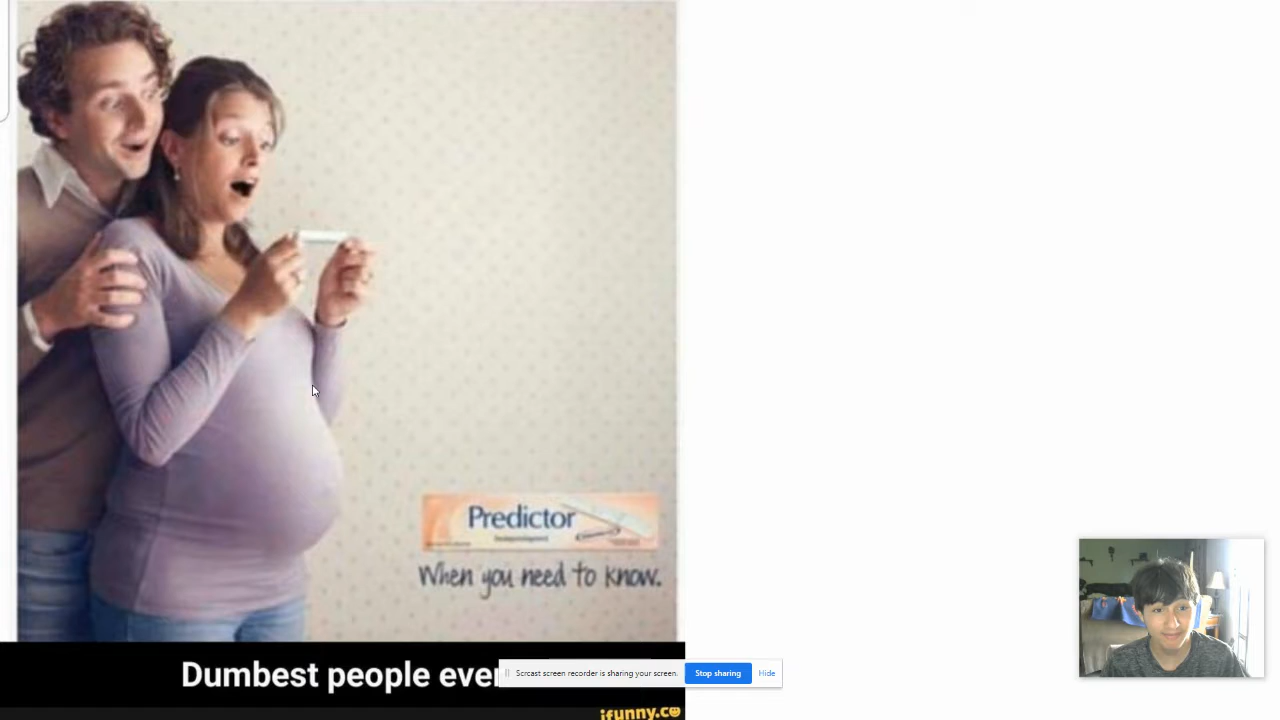 Predictor
When you need to know.
Dumbest people ever
Scrcast screen recorder is sharing your screen.
Stop sharing
Hide
ifunny.co